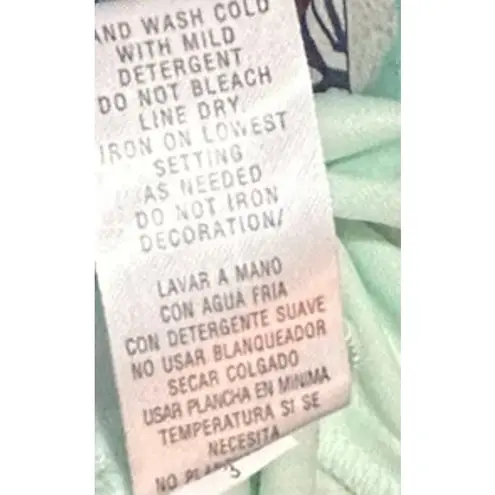 AND WASH COLD
WITH MILD
DETERGENT
DO NOT BLEACH
LINE DRY
IRON ON LOWEST
SETTING
AS NEEDED
DO NOT IRON
DECORATION/
LAVAR A MANO
CON AGUA FRIA
CON DETERGENTE SUAVE
NO USAR BLANQUEADOR
SECAR COLGADO
USAR PLANCHA EN MINIMA
TEMPERATURA SI SE
NECESITA
NO